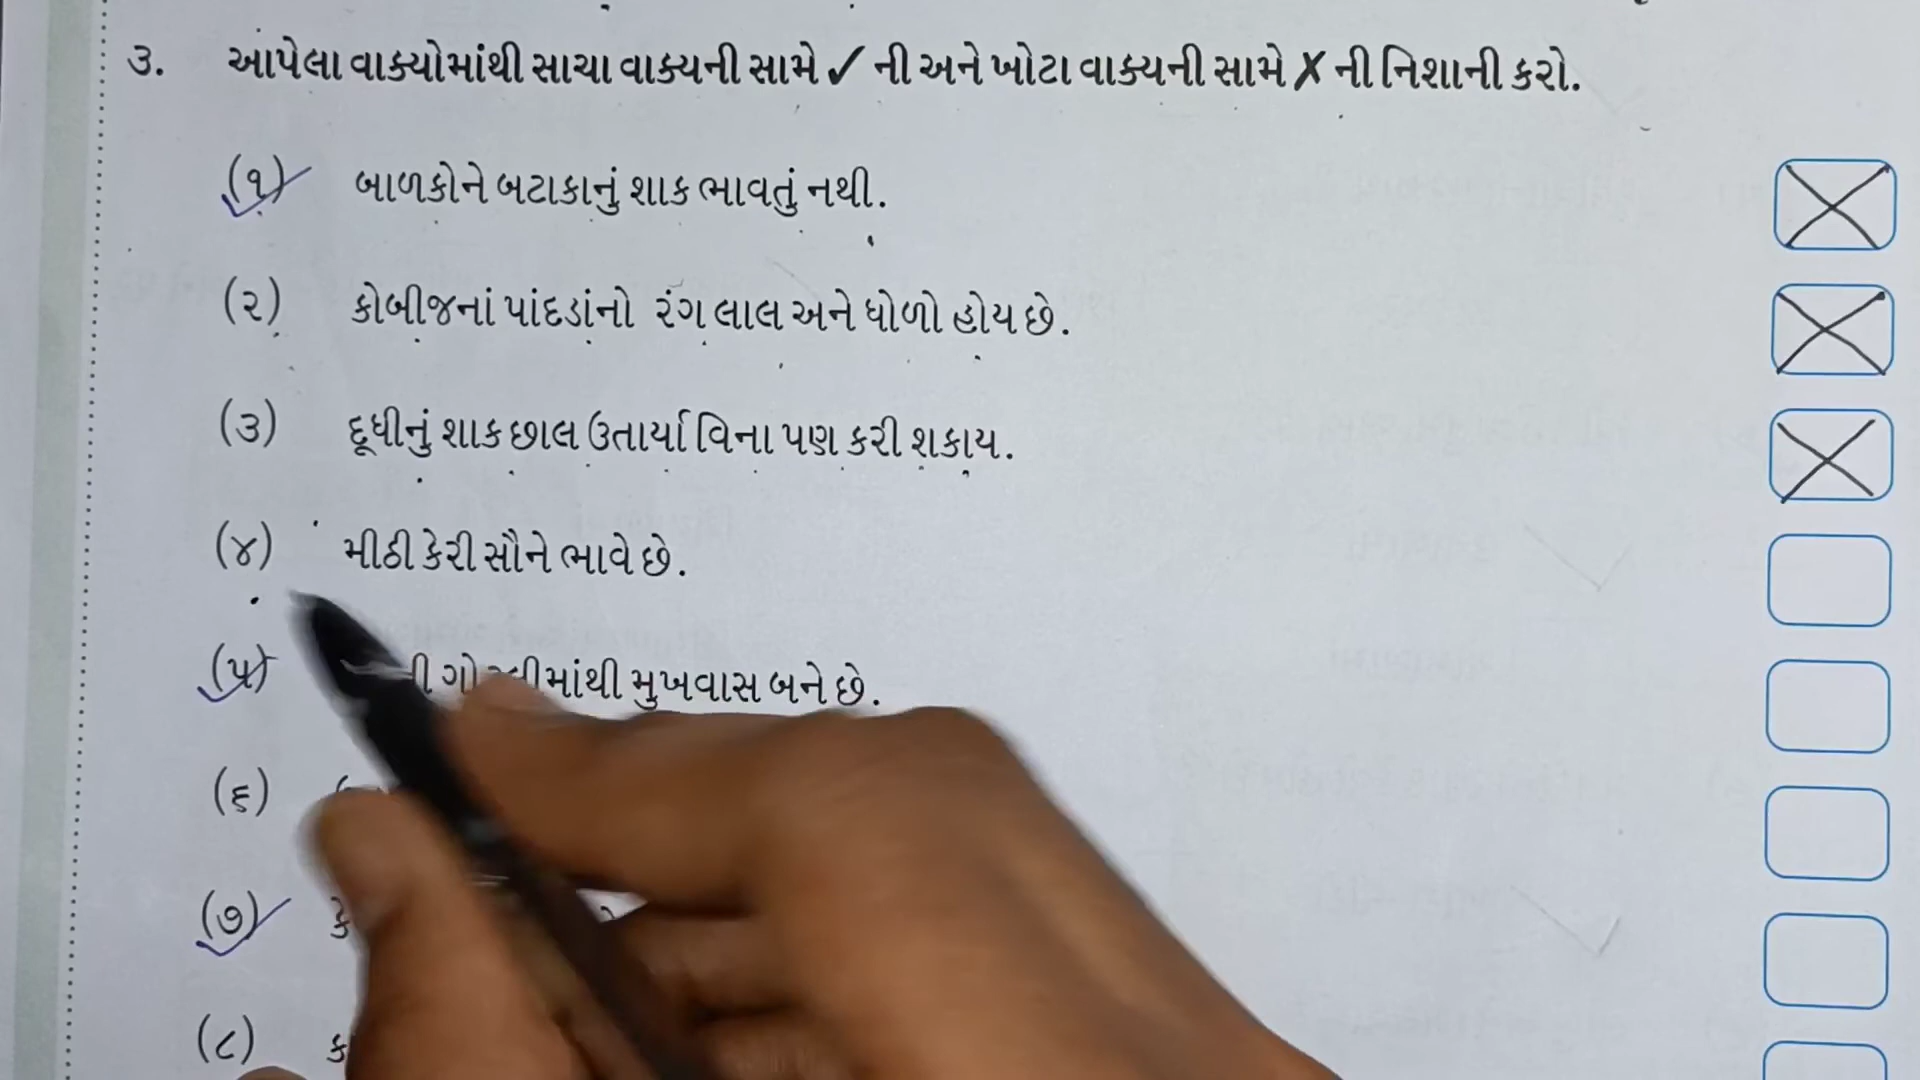 ૩. આપેલા વાક્યોમાંથી સાચા વાક્યની સામે ✓ ની અને ખોટા વાક્યની સામે ✗ ની નિશાની કરો.
(૧) બાળકોને બટાકાનું શાક ભાવતું નથી.
(૨) કોબીજનાં પાંદડાંનો રંગ લાલ અને ધોળો હોય છે.
(૩) દૂધીનું શાક છાલ ઉતાર્યા વિના પણ કરી શકાય.
(૪) મીઠી કેરી સૌને ભાવે છે.
(૫) મુખવાસ બને છે.
(૬)
(૭)
(૮)